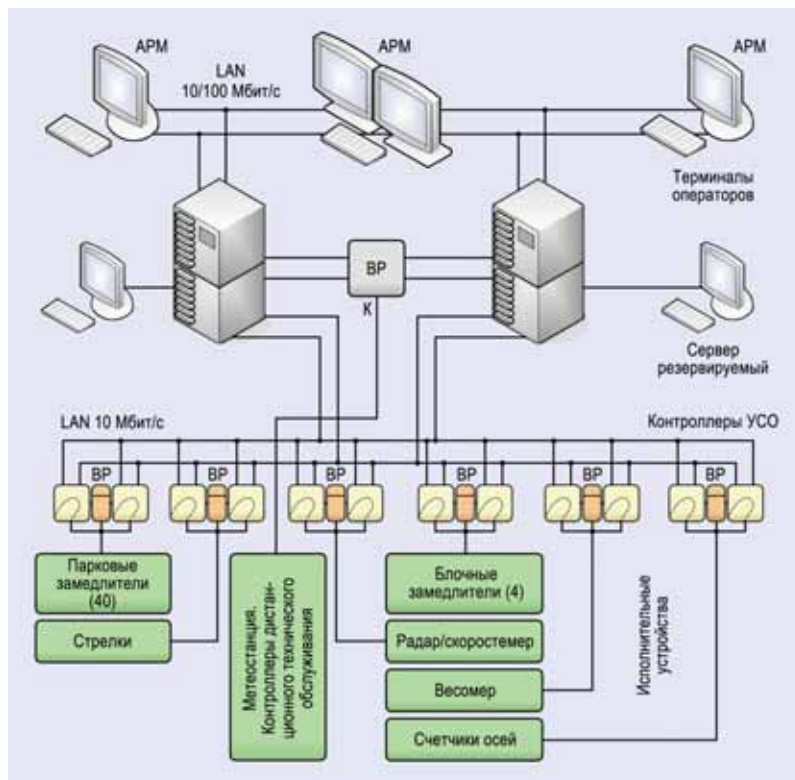 АРМ
АРМ
АРМ
LAN
10/100 Мбит/с
Терминалы
операторов
ВР
К
Сервер
резервируемый
LAN 10 Мбит/с
Контроллеры УСО
ВР
ВР
ВР
ВР
ВР
ВР
Парковые
замедлители
(40)
Стрелки
Метеостанция.
Контроллеры дистан-
ционного технического
обслуживания
Блочные
замедлители (4)
Радар/скоростемер
Весомер
Счетчики осей
Исполнительные
устройства